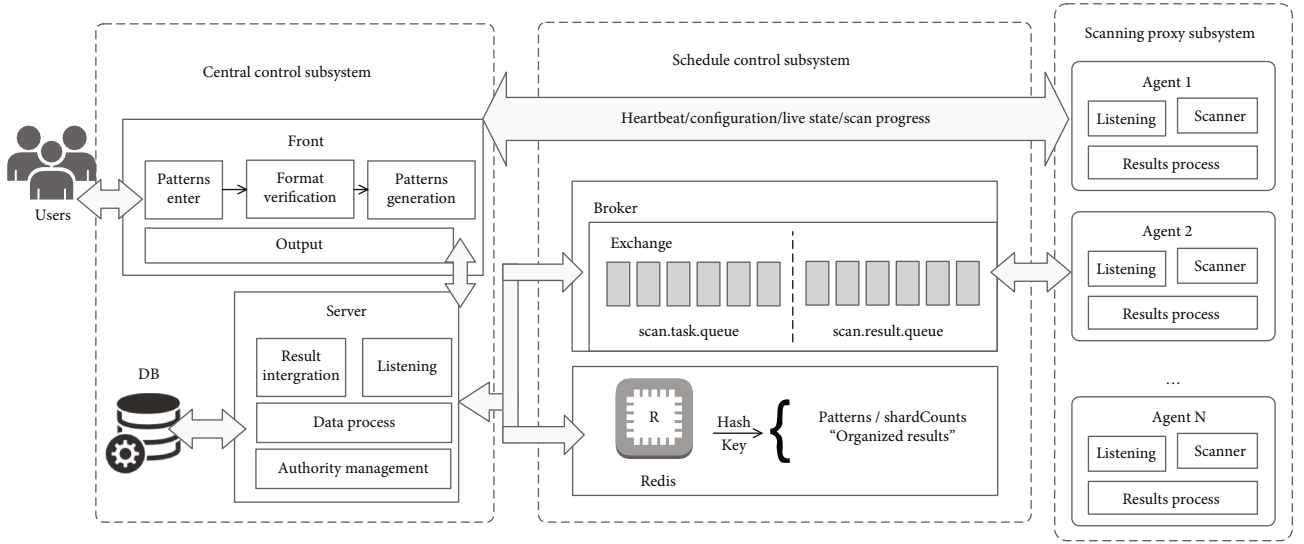 Central control subsystem
Schedule control subsystem
Scanning proxy subsystem
Users
Front
Patterns
enter
Format
verification
Patterns
generation
Output
Server
Result
intergration
Listening
Data process
Authority management
DB
Heartbeat/configuration/live state/scan progress
Broker
Exchange
scan.task.queue
scan.result.queue
R
Redis
Hash
Key
{
Patterns / shardCounts
“Organized results”
Agent 1
Listening
Scanner
Results process
Agent 2
Listening
Scanner
Results process
...
Agent N
Listening
Scanner
Results process